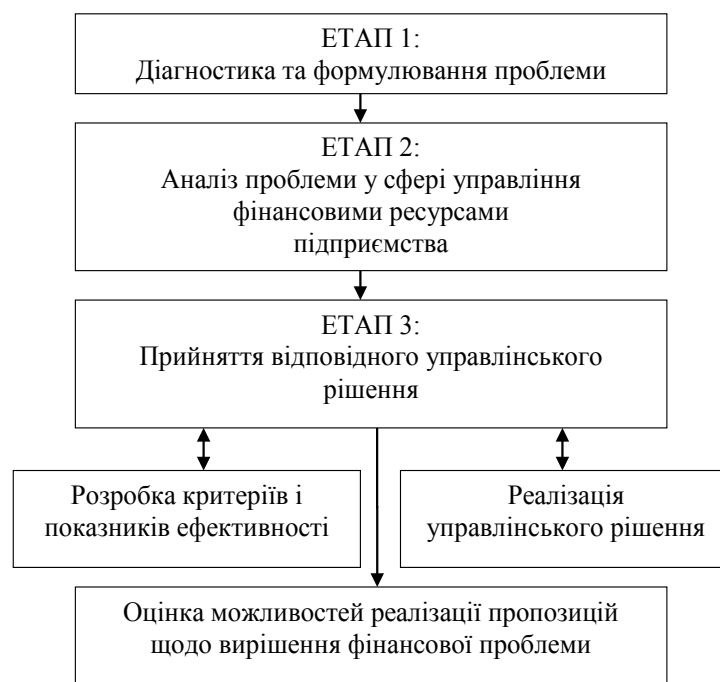 ЕТАП 1:
Діагностика та формулювання проблеми
ЕТАП 2:
Аналіз проблеми у сфері управління
фінансовими ресурсами
підприємства
ЕТАП 3:
Прийняття відповідного управлінського
рішення
Розробка критеріїв і
показників ефективності
Реалізація
управлінського рішення
Оцінка можливостей реалізації пропозицій
щодо вирішення фінансової проблеми